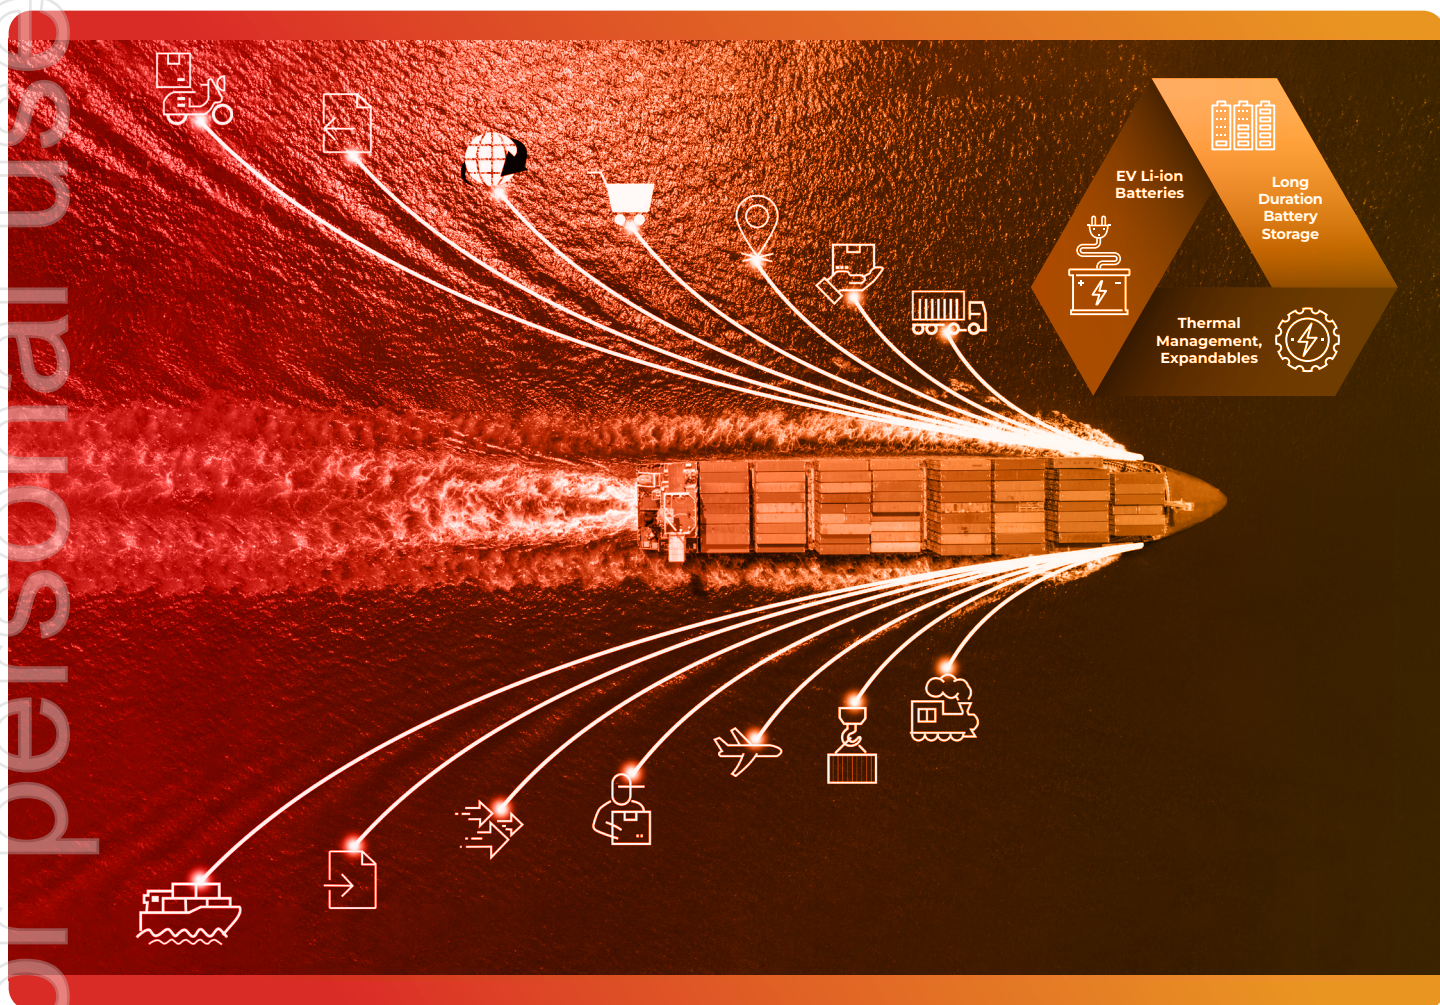 or personal use
EV Li-ion
Batteries
Long
Duration
Battery
Storage
Thermal
Management,
Expandables